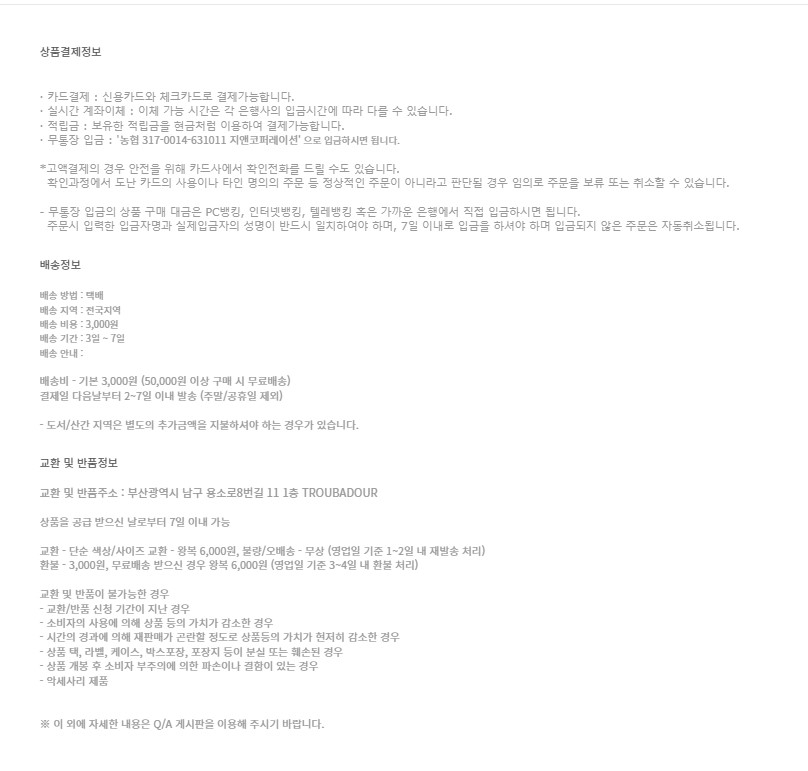 상품결제정보
· 카드결제 : 신용카드와 체크카드로 결제가능합니다.
· 실시간 계좌이체 : 이체 가능 시간은 각 은행사의 입금시간에 따라 다를 수 있습니다.
· 적립금 : 보유한 적립금을 현금처럼 이용하여 결제가능합니다.
· 무통장 입금 : '농협 317-0014-631011 지앤코퍼레이션' 으로 입금하시면 됩니다.
*고액결제의 경우 안전을 위해 카드사에서 확인전화를 드릴 수도 있습니다.
확인과정에서 도난 카드의 사용이나 타인 명의의 주문 등 정상적인 주문이 아니라고 판단될 경우 임의로 주문을 보류 또는 취소할 수 있습니다.
- 무통장 입금의 상품 구매 대금은 PC뱅킹, 인터넷뱅킹, 텔레뱅킹 혹은 가까운 은행에서 직접 입금하시면 됩니다.
주문시 입력한 입금자명과 실제입금자의 성명이 반드시 일치하여야 하며, 7일 이내로 입금을 하셔야 하며 입금되지 않은 주문은 자동취소됩니다.
배송정보
배송 방법 : 택배
배송 지역 : 전국지역
배송 비용 : 3,000원
배송 기간 : 3일 ~ 7일
배송 안내 :
배송비 - 기본 3,000원 (50,000원 이상 구매 시 무료배송)
결제일 다음날부터 2~7일 이내 발송 (주말/공휴일 제외)
- 도서/산간 지역은 별도의 추가금액을 지불하셔야 하는 경우가 있습니다.
교환 및 반품정보
교환 및 반품주소 : 부산광역시 남구 용소로8번길 11 1층 TROUBADOUR
상품을 공급 받으신 날로부터 7일 이내 가능
교환 - 단순 색상/사이즈 교환 - 왕복 6,000원, 불량/오배송 - 무상 (영업일 기준 1~2일 내 재발송 처리)
환불 - 3,000원, 무료배송 받으신 경우 왕복 6,000원 (영업일 기준 3~4일 내 환불 처리)
교환 및 반품이 불가능한 경우
- 교환/반품 신청 기간이 지난 경우
- 소비자의 사용에 의해 상품 등의 가치가 감소한 경우
- 시간의 경과에 의해 재판매가 곤란할 정도로 상품등의 가치가 현저히 감소한 경우
- 상품 택, 라벨, 케이스, 박스포장, 포장지 등이 분실 또는 훼손된 경우
- 상품 개봉 후 소비자 부주의에 의한 파손이나 결함이 있는 경우
- 악세사리 제품
※ 이 외에 자세한 내용은 Q/A 게시판을 이용해 주시기 바랍니다.